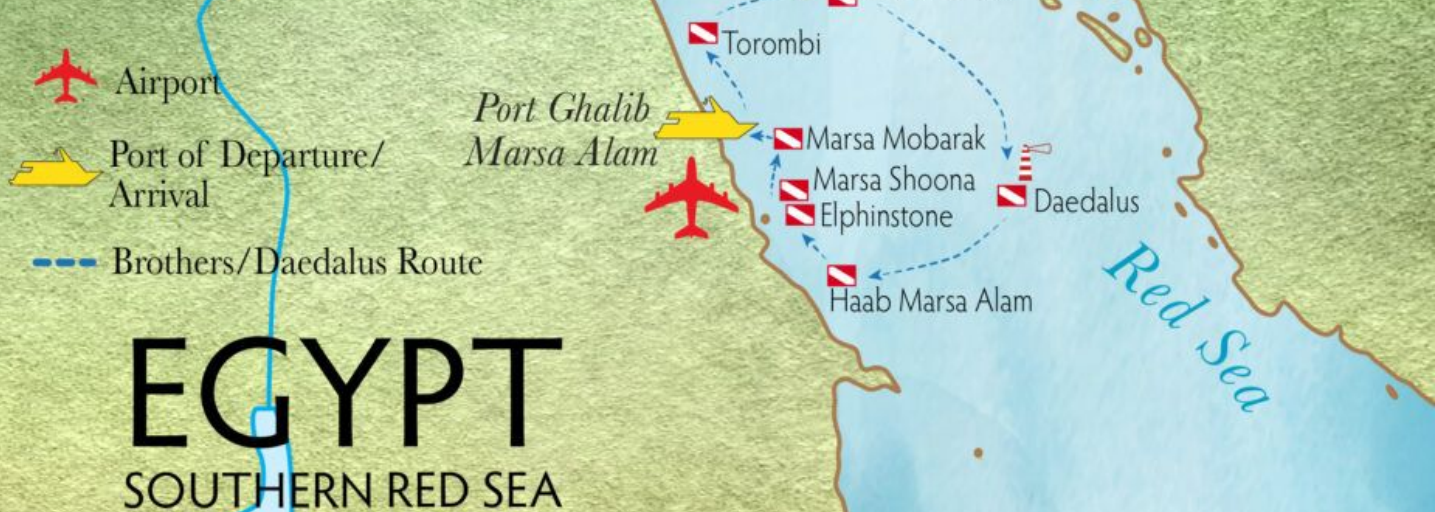 Torombi
Airport
Port Ghalib
Marsa Alam
Marsa Mobarak
Port of Departure/
Arrival
Marsa Shoona
Elphinstone
Daedalus
Brothers/Daedalus Route
Haab Marsa Alam
Red Sea
EGYPT
SOUTHERN RED SEA